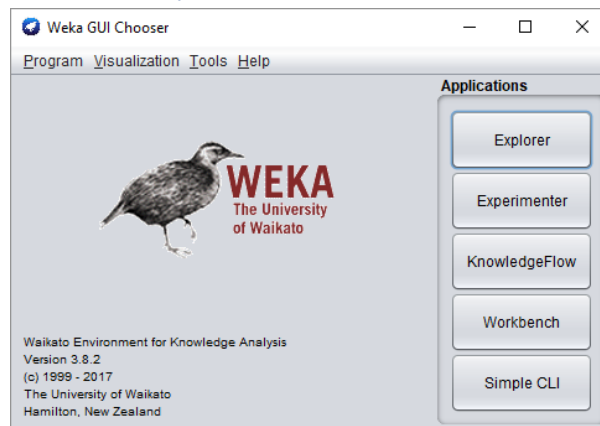 Weka GUI Chooser
Program Visualization Tools Help
Applications
WEKA
The University
of Waikato
Explorer
Experimenter
KnowledgeFlow
Workbench
Simple CLI
Waikato Environment for Knowledge Analysis
Version 3.8.2
(c) 1999 - 2017
The University of Waikato
Hamilton, New Zealand